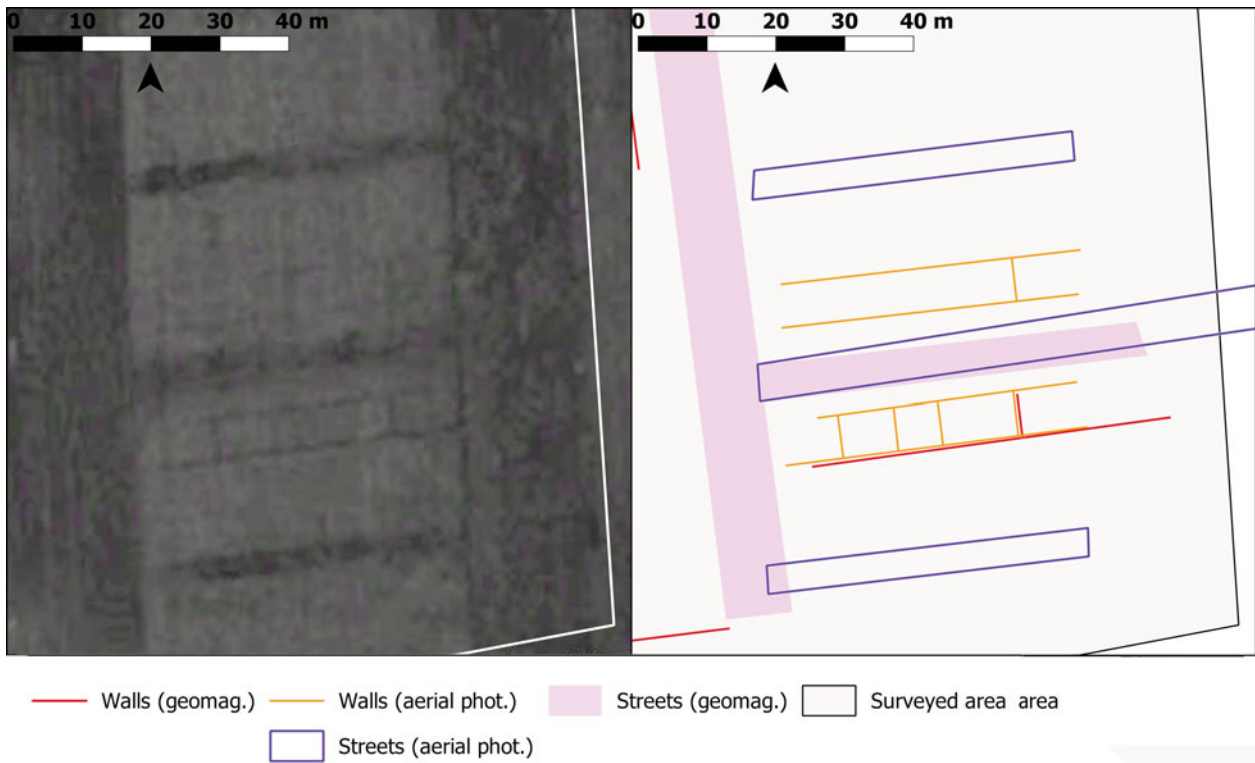 0 10 20 30 40 m
0 10 20 30 40 m
Walls (geomag.) Walls (aerial phot.) Streets (geomag.) Surveyed area area
Streets (aerial phot.)